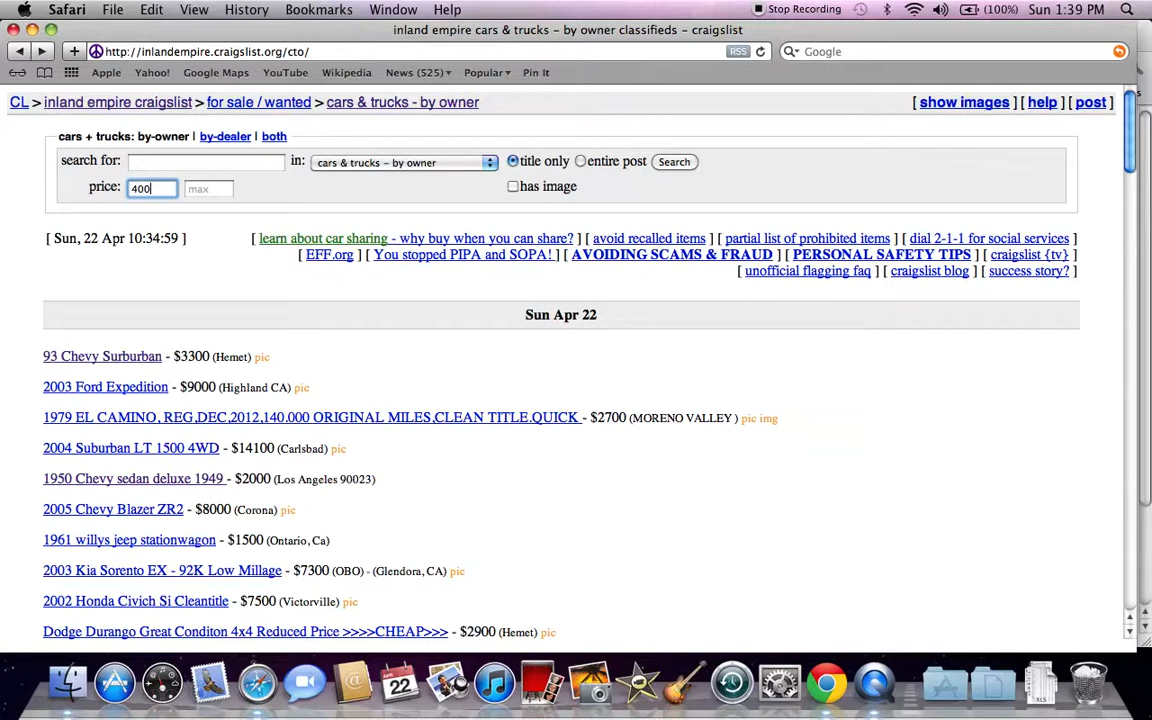 Safari File Edit View History Bookmarks Window Help Stop Recording (100%) Sun 1:39 PM
inland empire cars & trucks – by owner classifieds – craigslist
http://inlandempire.craigslist.org/cto/ RSS Google
Apple Yahoo! Google Maps YouTube Wikipedia News (525) Popular Pin It
CL > inland empire craigslist > for sale / wanted > cars & trucks - by owner [ show images ] [ help ] [ post ]
cars + trucks: by-owner | by-dealer | both
search for: in: cars & trucks – by owner title only entire post Search
price: 400 max has image
[ Sun, 22 Apr 10:34:59 ] [ learn about car sharing - why buy when you can share? ] [ avoid recalled items ] [ partial list of prohibited items ] [ dial 2-1-1 for social services ]
[ EFF.org ] [ You stopped PIPA and SOPA! ] [ AVOIDING SCAMS & FRAUD ] [ PERSONAL SAFETY TIPS ] [ craigslist {tv} ]
[ unofficial flagging faq ] [ craigslist blog ] [ success story? ]
Sun Apr 22
93 Chevy Surburban - $3300 (Hemet) pic
2003 Ford Expedition - $9000 (Highland CA) pic
1979 EL CAMINO, REG,DEC,2012,140.000 ORIGINAL MILES,CLEAN TITLE.QUICK - $2700 (MORENO VALLEY ) pic img
2004 Suburban LT 1500 4WD - $14100 (Carlsbad) pic
1950 Chevy sedan deluxe 1949 - $2000 (Los Angeles 90023)
2005 Chevy Blazer ZR2 - $8000 (Corona) pic
1961 willys jeep stationwagon - $1500 (Ontario, Ca)
2003 Kia Sorento EX - 92K Low Millage - $7300 (OBO) - (Glendora, CA) pic
2002 Honda Civich Si Cleantitle - $7500 (Victorville) pic
Dodge Durango Great Conditon 4x4 Reduced Price >>>>CHEAP>>> - $2900 (Hemet) pic
APR
22
XLS